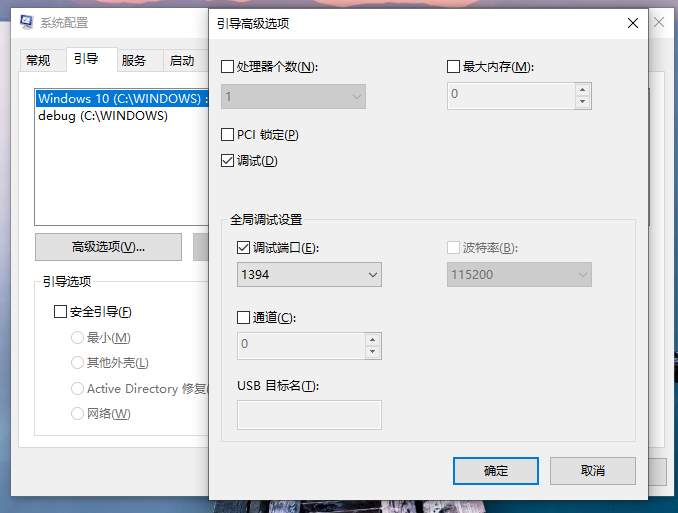 系统配置
常规
引导
服务
启动
Windows 10 (C:\WINDOWS) :
debug (C:\WINDOWS)
高级选项(V)...
引导选项
安全引导(F)
最小(M)
其他外壳(L)
Active Directory 修复(
网络(W)
引导高级选项
处理器个数(N):
最大内存(M):
1
0
PCI 锁定(P)
调试(D)
全局调试设置
调试端口(E):
波特率(B):
1394
115200
通道(C):
0
USB 目标名(T):
确定
取消